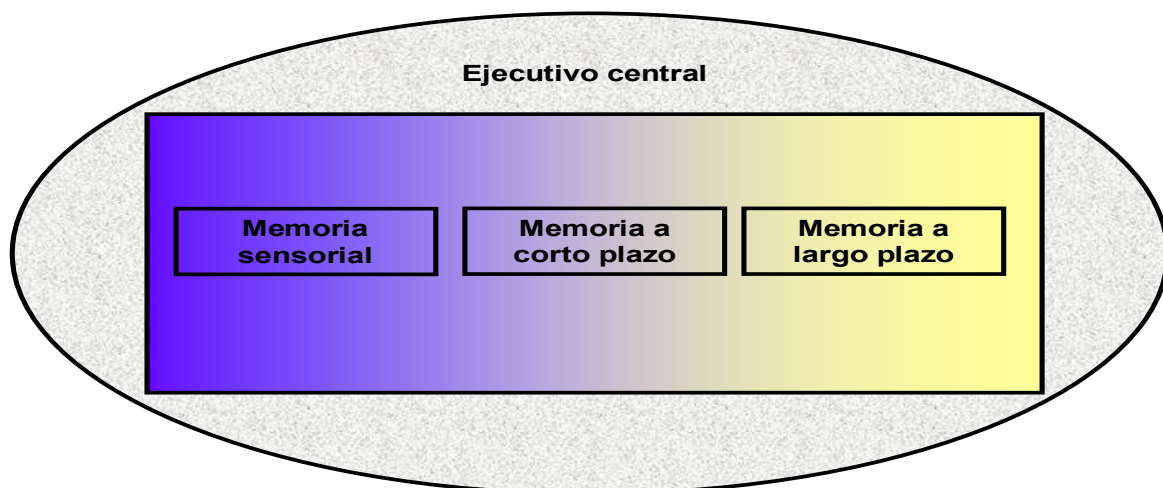 Ejecutivo central
Memoria
sensorial
Memoria a
corto plazo
Memoria a
largo plazo